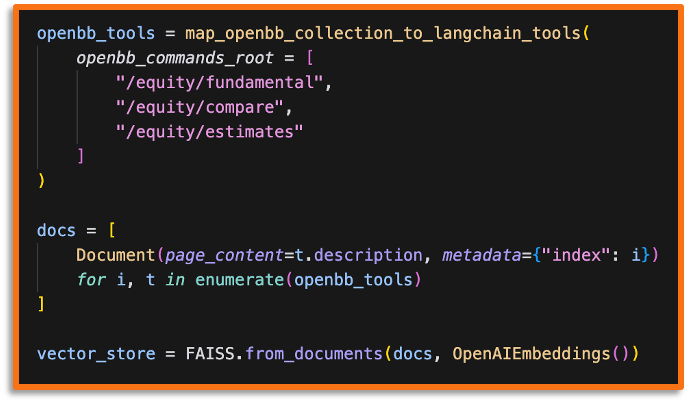 openbb_tools = map_openbb_collection_to_langchain_tools(
    openbb_commands_root = [
        "/equity/fundamental",
        "/equity/compare",
        "/equity/estimates"
    ]
)

docs = [
    Document(page_content=t.description, metadata={"index": i})
    for i, t in enumerate(openbb_tools)
]

vector_store = FAISS.from_documents(docs, OpenAIEmbeddings())